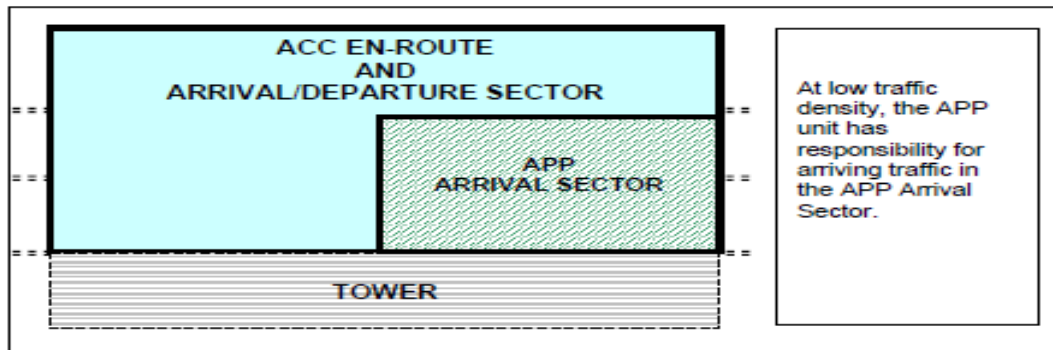 ACC EN-ROUTE
AND
ARRIVAL/DEPARTURE SECTOR
APP
ARRIVAL SECTOR
TOWER
At low traffic
density, the APP
unit has
responsibility for
arriving traffic in
the APP Arrival
Sector.